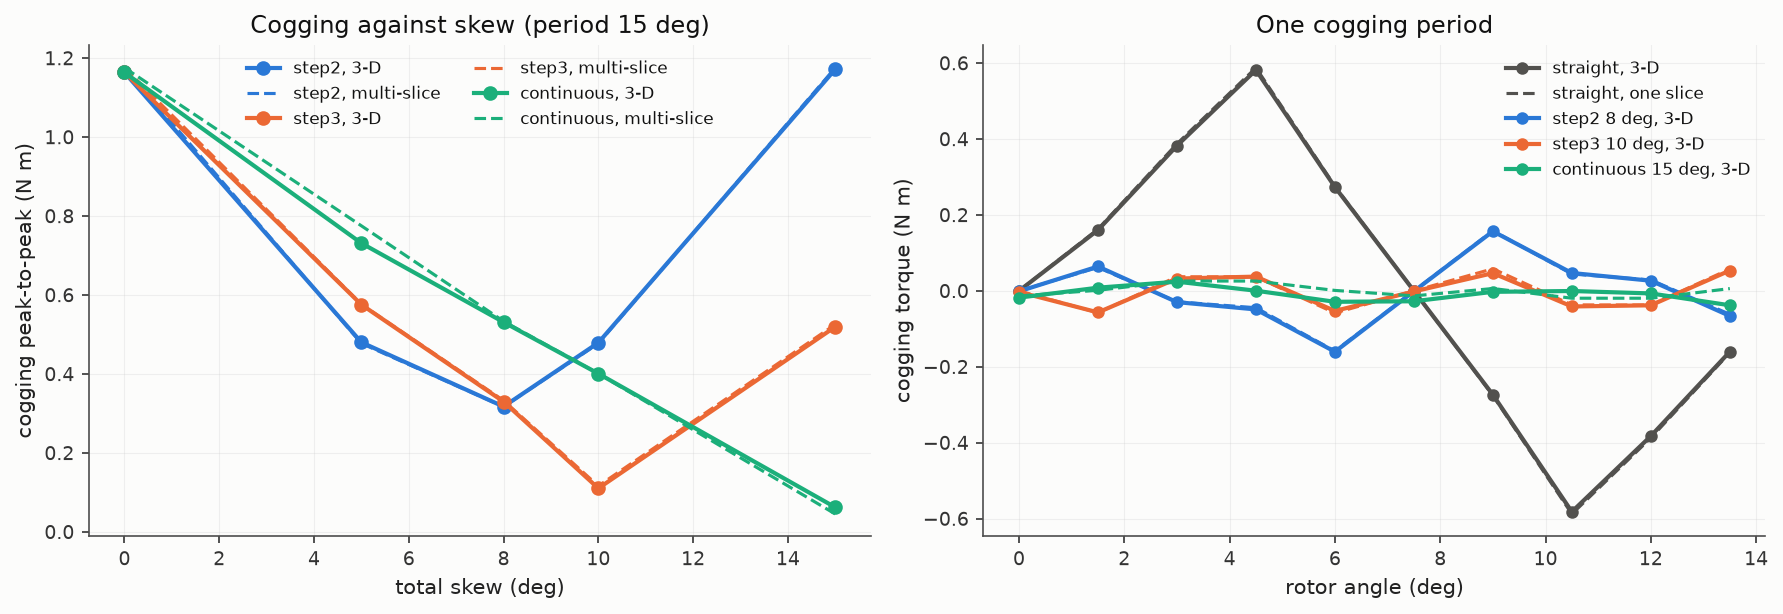 Cogging against skew (period 15 deg)
cogging peak-to-peak (N m)
1.2
1.0
0.8
0.6
0.4
0.2
0.0
step2, 3-D
step2, multi-slice
step3, 3-D
step3, multi-slice
continuous, 3-D
continuous, multi-slice
0 2 4 6 8 10 12 14
total skew (deg)
One cogging period
cogging torque (N m)
0.6
0.4
0.2
0.0
−0.2
−0.4
−0.6
straight, 3-D
straight, one slice
step2 8 deg, 3-D
step3 10 deg, 3-D
continuous 15 deg, 3-D
0 2 4 6 8 10 12 14
rotor angle (deg)